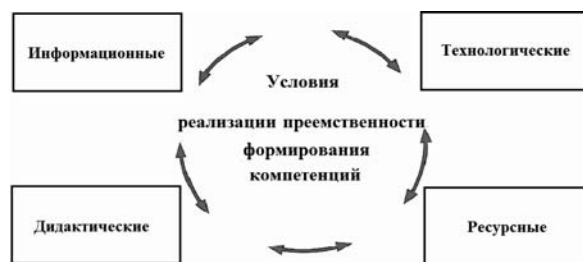 Информационные
Технологические
Условия
реализации преемственности
формирования
компетенций
Дидактические
Ресурсные